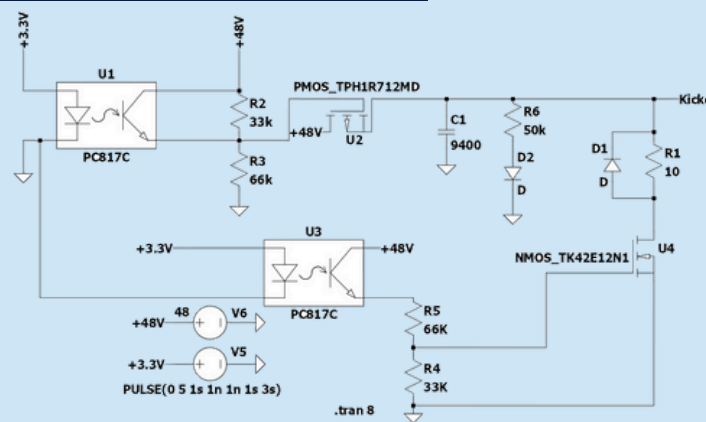 +3.3V
+48V
U1
PC817C
R2
33k
R3
66k
PMOS_TPH1R712MD
+48V
U2
C1
9400
R6
50k
D2
D
D1
D
R1
10
Kicke
U3
+3.3V
+48V
PC817C
NMOS_TK42E12N1
U4
R5
66K
R4
33K
48
V6
+48V
V5
+3.3V
PULSE(0 5 1s 1n 1n 1s 3s)
.tran 8